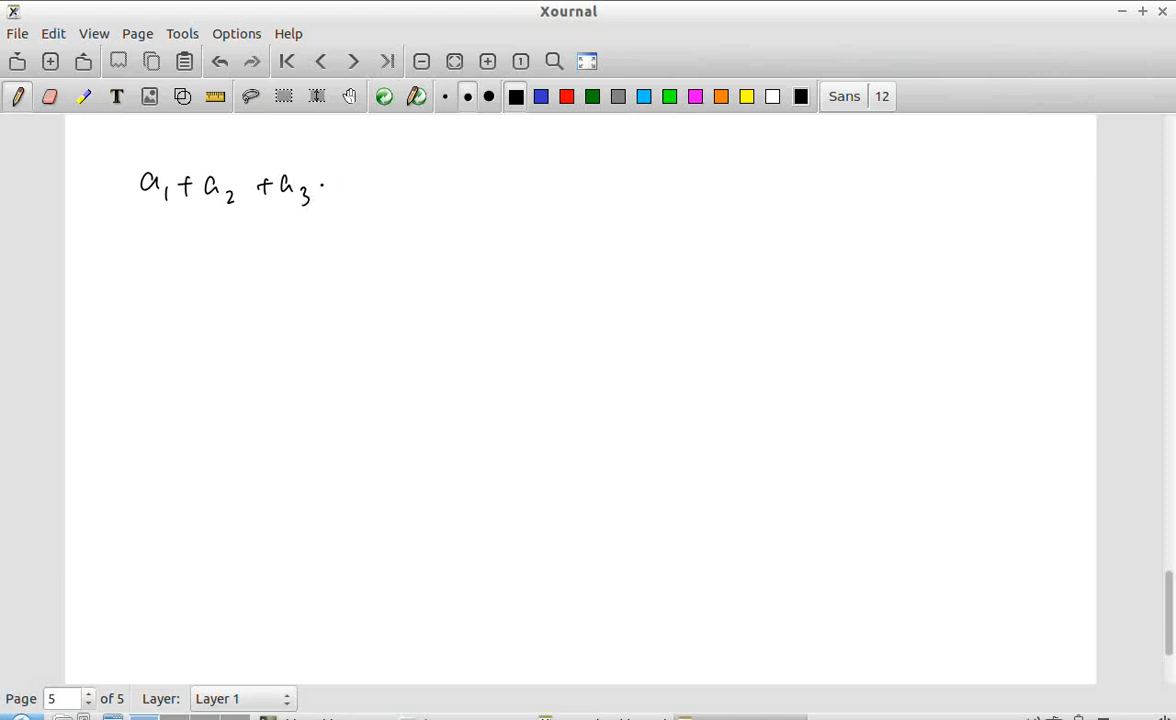 Xournal
File Edit View Page Tools Options Help
Sans 12
a₁ + a₂ + a₃ ·
Page 5 of 5 Layer: Layer 1